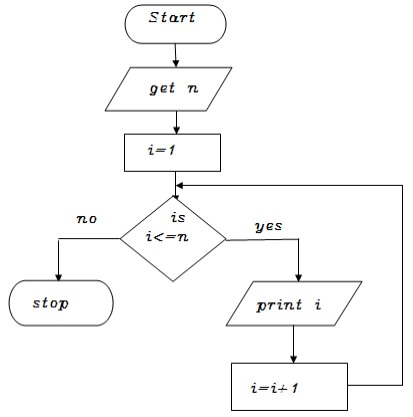 Start
get n
i=1
is
i<=n
no
yes
stop
print i
i=i+1